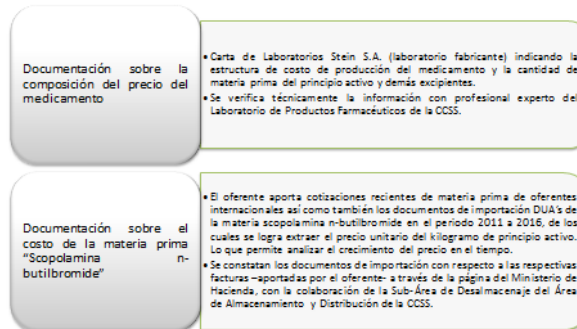 Documentación sobre la
composición del precio del
medicamento
• Carta de Laboratorios Stein S.A. (laboratorio fabricante) indicando la
estructura de costo de producción del medicamento y la cantidad de
materia prima del principio activo y demás excipientes.
• Se verifica técnicamente la información con profesional experto del
Laboratorio de Productos Farmacéuticos de la CCSS.
Documentación sobre el
costo de la materia prima
“Scopolamina n-
butilbromide”
• El oferente aporta cotizaciones recientes de materia prima de oferentes
internacionales así como también los documentos de importación DUA’s de
la materia scopolamina n-butilbromide en el periodo 2011 a 2016, de los
cuales se logra extraer el precio unitario del kilogramo de principio activo.
Lo que permite analizar el crecimiento del precio en el tiempo.
• Se constatan los documentos de importación con respecto a las respectivas
facturas –aportadas por el oferente- a través de la página del Ministerio de
Hacienda, con la colaboración de la Sub-Área de Desalmacenaje del Área
de Almacenamiento y Distribución de la CCSS.